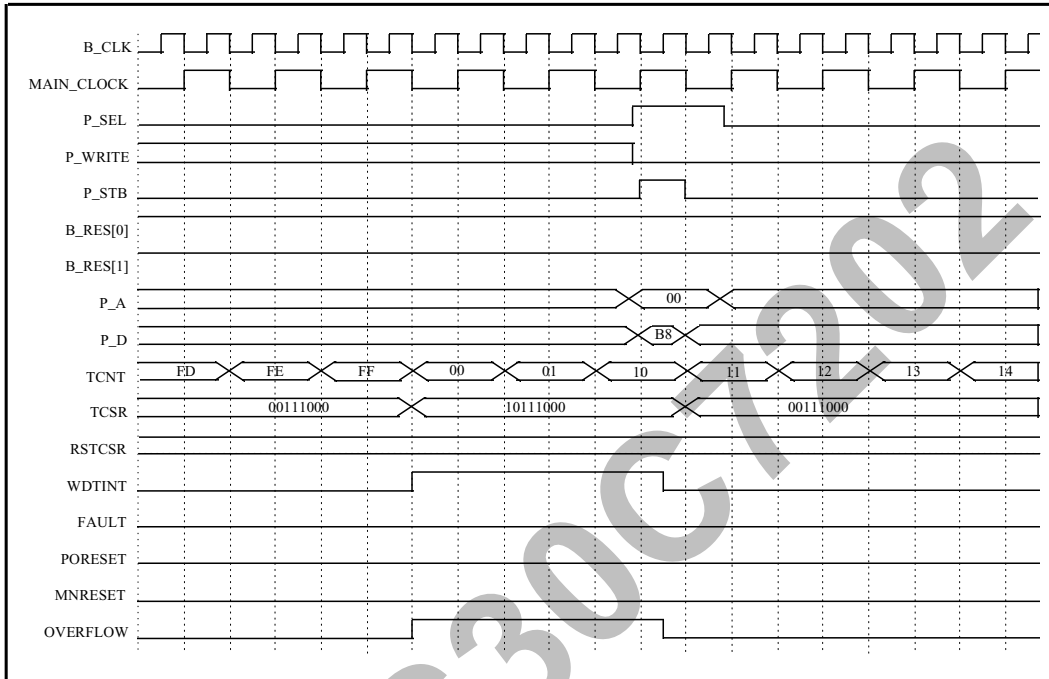 B_CLK
MAIN_CLOCK
P_SEL
P_WRITE
P_STB
B_RES[0]
B_RES[1]
P_A 00
P_D B8
TCNT FD FE FF 00 01 10 11 12 13 14
TCSR 00111000 10111000 00111000
RSTCSR
WDTINT
FAULT
PORESET
MNRESET
OVERFLOW
G30C7202